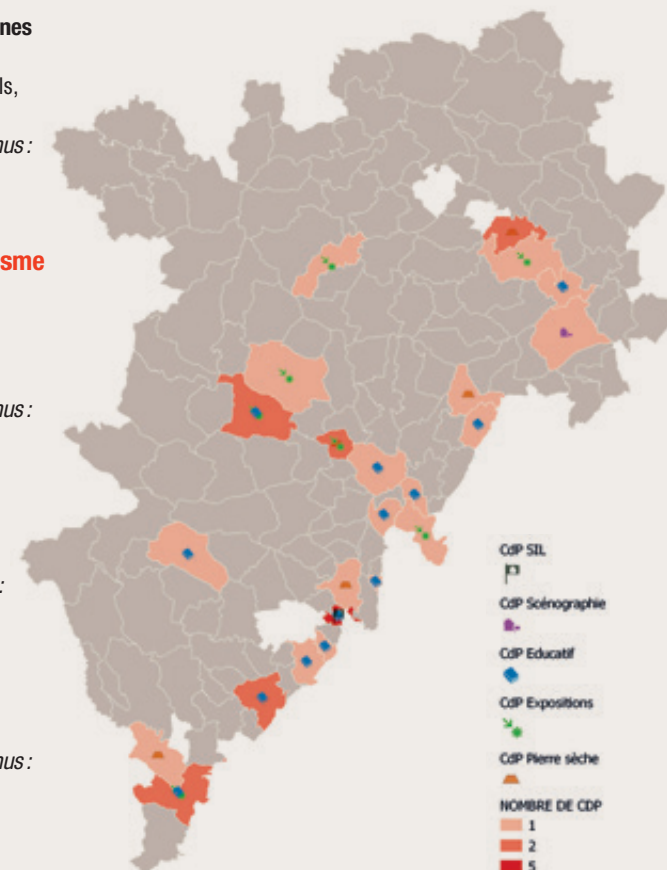 nes
ls,
nus :
sme
nus :
:
nus :
CdP SIL
CdP Scénographie
CdP Educatif
CdP Expositions
CdP Pierre sèche
NOMBRE DE CDP
1
2
5